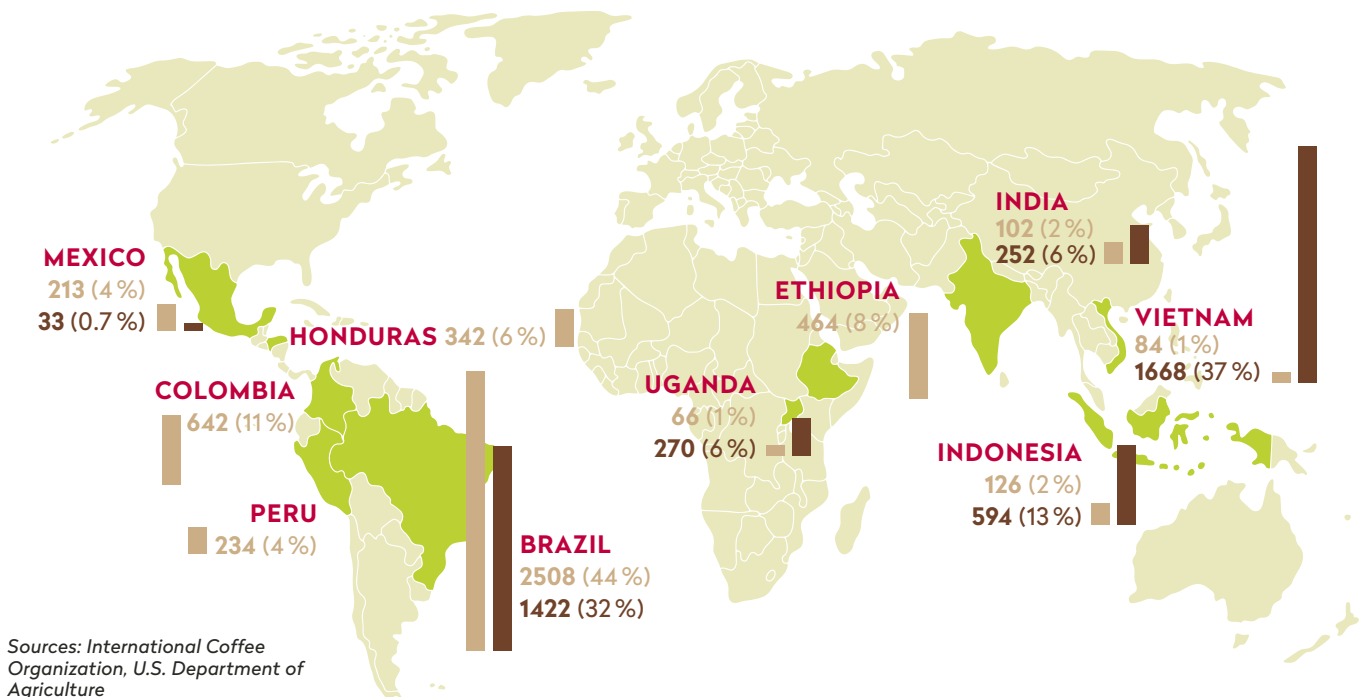 MEXICO
213 (4 %)
33 (0.7 %)
HONDURAS 342 (6 %)
COLOMBIA
642 (11 %)
PERU
234 (4 %)
BRAZIL
2508 (44 %)
1422 (32 %)
ETHIOPIA
464 (8 %)
UGANDA
66 (1 %)
270 (6 %)
INDIA
102 (2 %)
252 (6 %)
VIETNAM
84 (1 %)
1668 (37 %)
INDONESIA
126 (2 %)
594 (13 %)
Sources: International Coffee
Organization, U.S. Department of
Agriculture